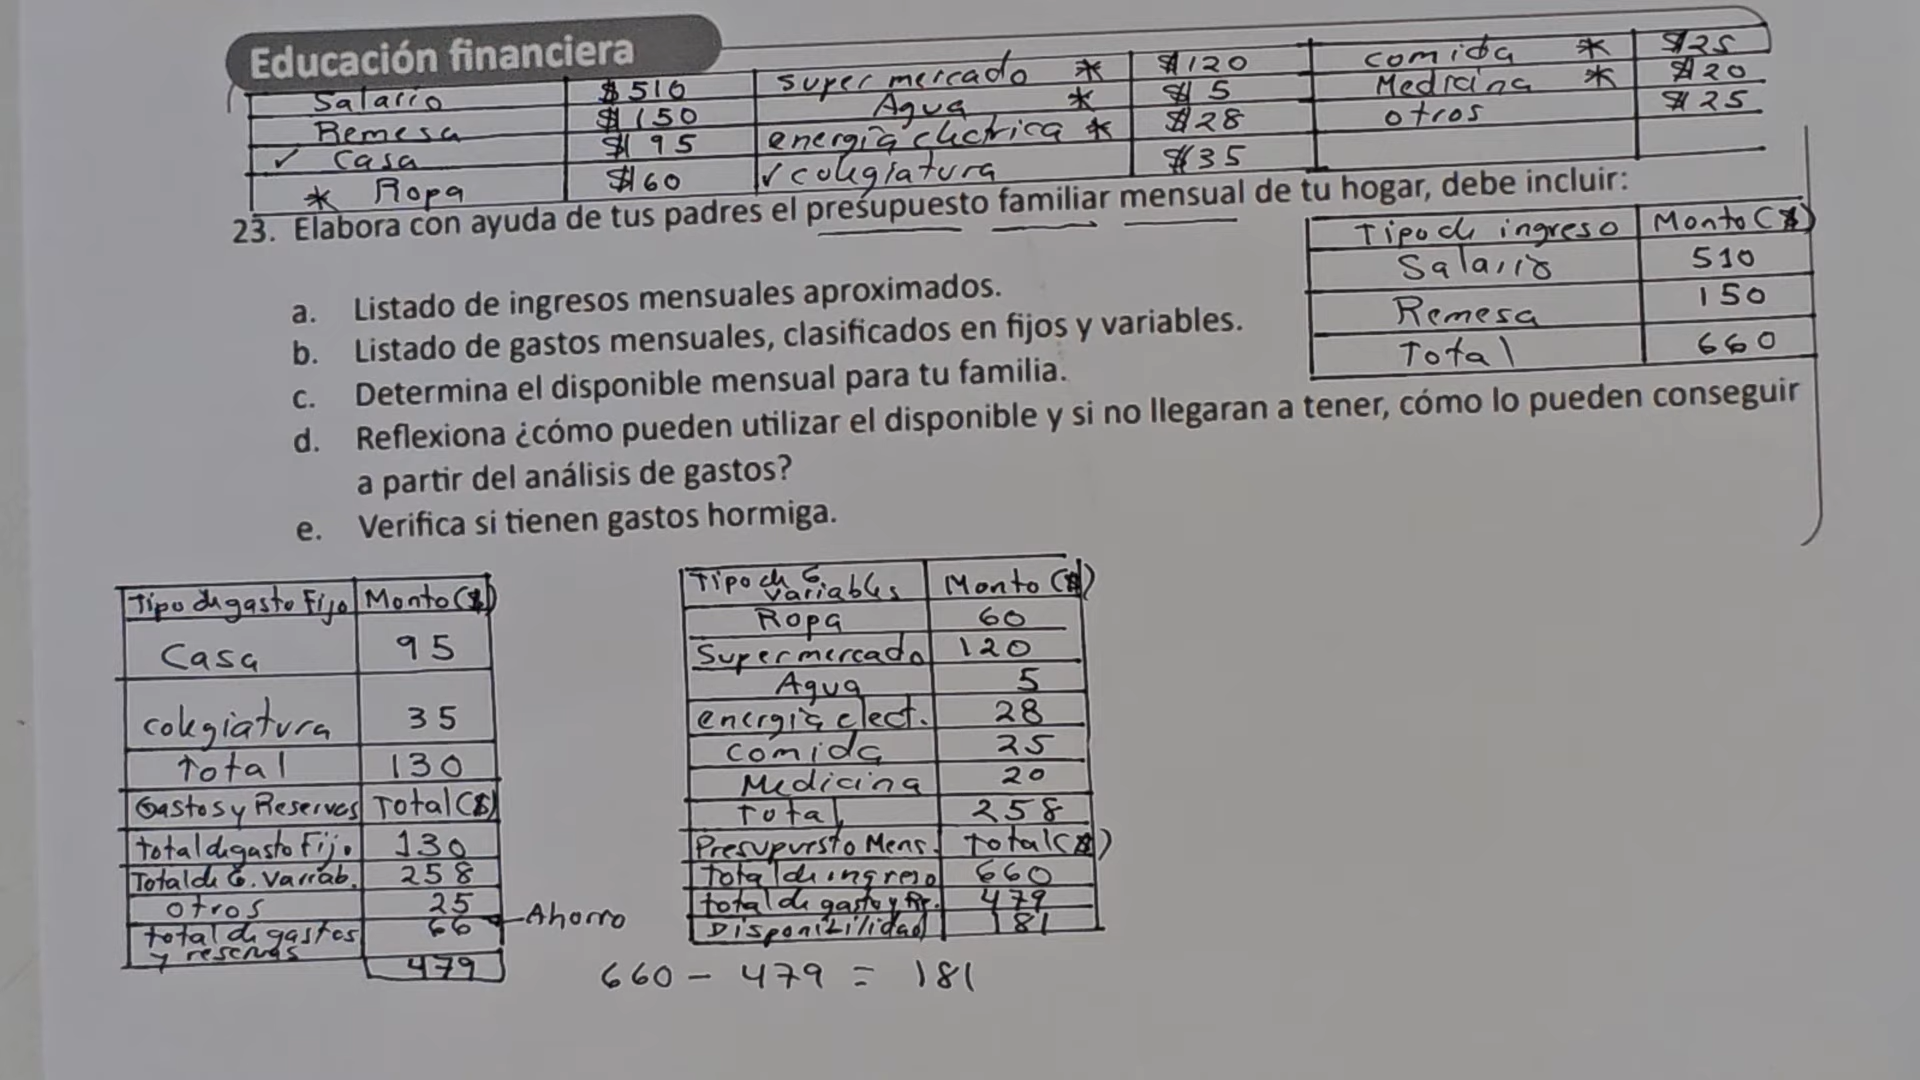 Educación financiera
Salario $510 super mercado * $120 comida * $25
Remesa $150 Agua * $5 Medicina * $20
✓ casa $95 energía electrica * $28 otros $25
* Ropa $60 ✓ colegiatura $35
23. Elabora con ayuda de tus padres el presupuesto familiar mensual de tu hogar, debe incluir:
a. Listado de ingresos mensuales aproximados.
b. Listado de gastos mensuales, clasificados en fijos y variables.
c. Determina el disponible mensual para tu familia.
d. Reflexiona ¿cómo pueden utilizar el disponible y si no llegaran a tener, cómo lo pueden conseguir
a partir del análisis de gastos?
e. Verifica si tienen gastos hormiga.
Tipo de ingreso Monto ($)
Salario 510
Remesa 150
Total 660
Tipo de gasto Fijo Monto ($)
Casa 95
colegiatura 35
Total 130
Gastos y Reservas Total ($)
total de gasto Fijo 130
Total de G. Variab. 258
otros 25
66 Ahorro
total de gastos
y reservas 479
Tipo de G.
variables Monto ($)
Ropa 60
Supermercado 120
Agua 5
energía elect. 28
Comida 25
Medicina 20
Total 258
Presupuesto Mens. Total ($)
total de ingreso 660
total de gasto y Rr. 479
Disponibilidad 181
660 - 479 = 181